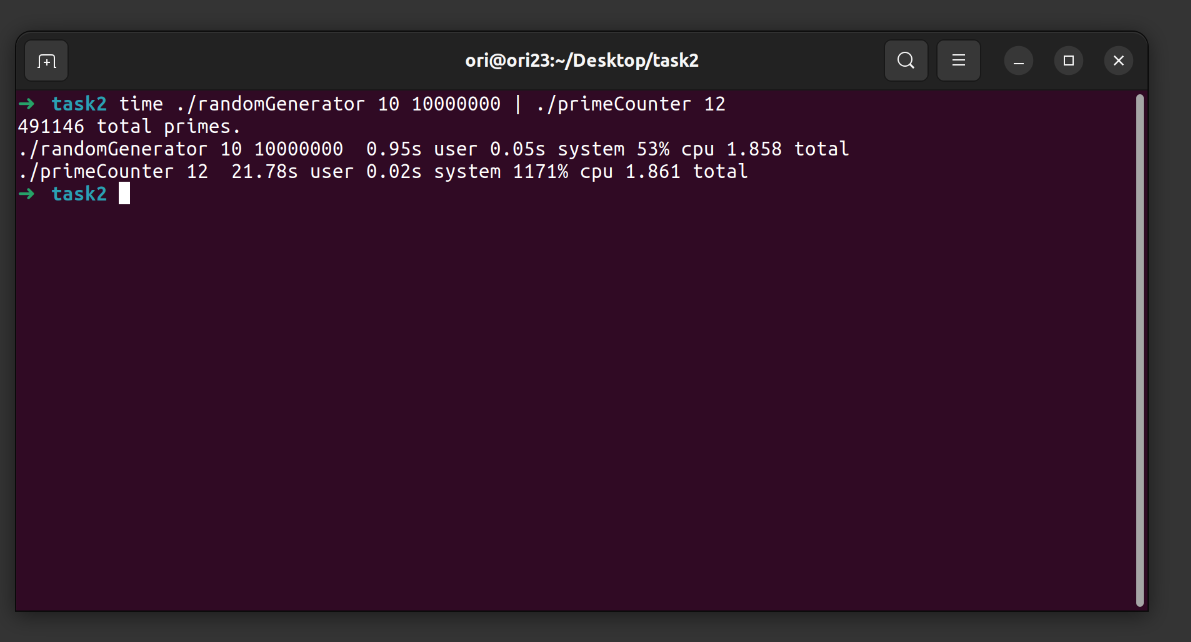 ori@ori23:~/Desktop/task2
➜ task2 time ./randomGenerator 10 10000000 | ./primeCounter 12
491146 total primes.
./randomGenerator 10 10000000  0.95s user 0.05s system 53% cpu 1.858 total
./primeCounter 12  21.78s user 0.02s system 1171% cpu 1.861 total
➜ task2